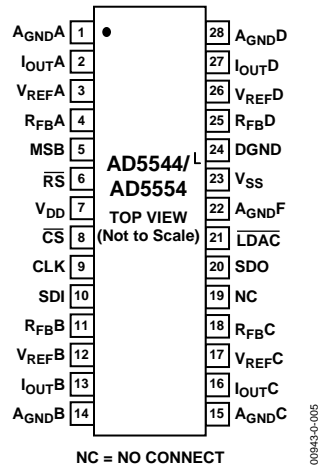 AGNDA 1 28 AGNDD
IOUTA 2 27 IOUTD
VREFA 3 26 VREFD
RFBA 4 25 RFBD
MSB 5 24 DGND
RS 6 23 VSS
VDD 7 22 AGNDF
CS 8 21 LDAC
CLK 9 20 SDO
SDI 10 19 NC
RFBB 11 18 RFBC
VREFB 12 17 VREFC
IOUTB 13 16 IOUTC
AGNDB 14 15 AGNDC
AD5544/ L
AD5554
TOP VIEW
(Not to Scale)
NC = NO CONNECT
00943-0-005